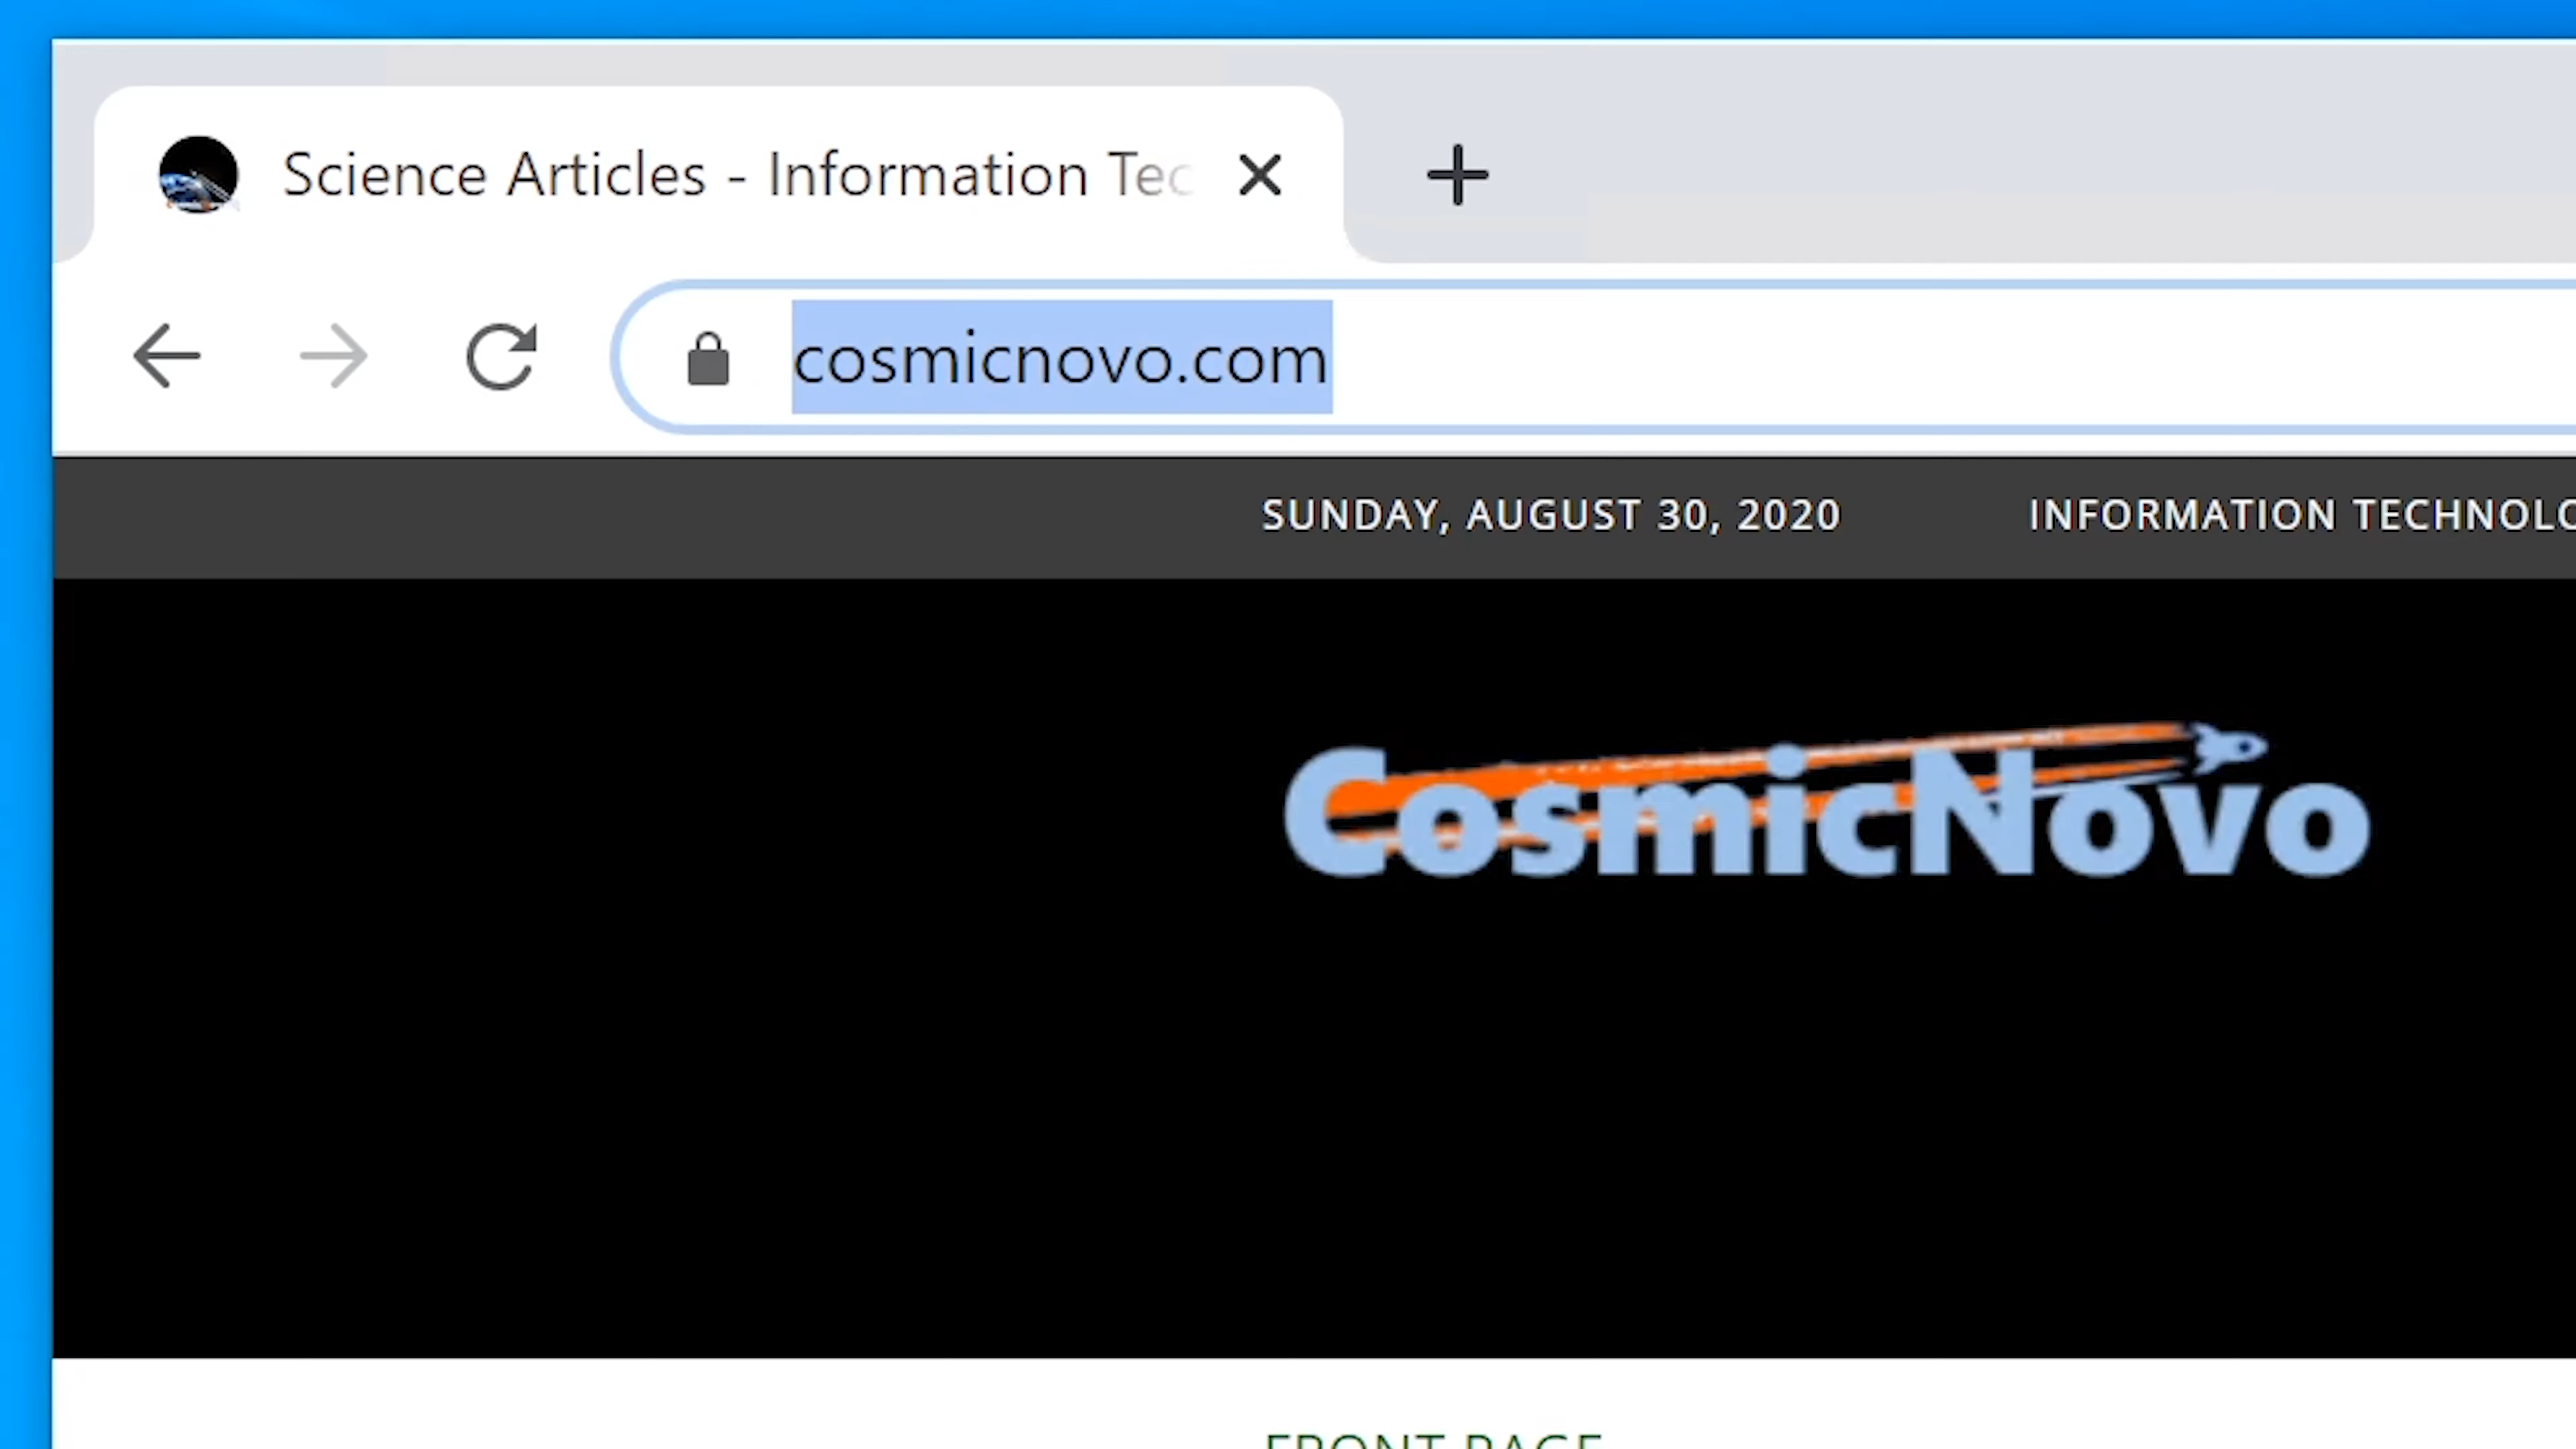 Science Articles - Information Tec
cosmicnovo.com
SUNDAY, AUGUST 30, 2020 INFORMATION TECHNOLO
CosmicNovo
FRONT PAGE